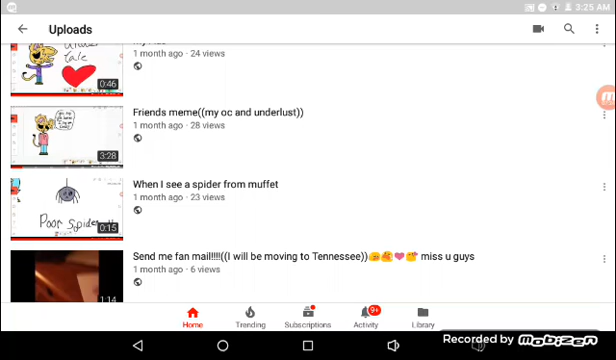 3:25 AM
Uploads
1 month ago • 24 views
0:46
Friends meme((my oc and underlust))
1 month ago • 28 views
3:28
When I see a spider from muffet
1 month ago • 23 views
Poor spider
0:15
Send me fan mail!!!!((I will be moving to Tennessee))🤗🤗💗🤗 miss u guys
1 month ago • 6 views
1:14
Home
Trending
Subscriptions
9+
Activity
Library
Recorded by mobizen